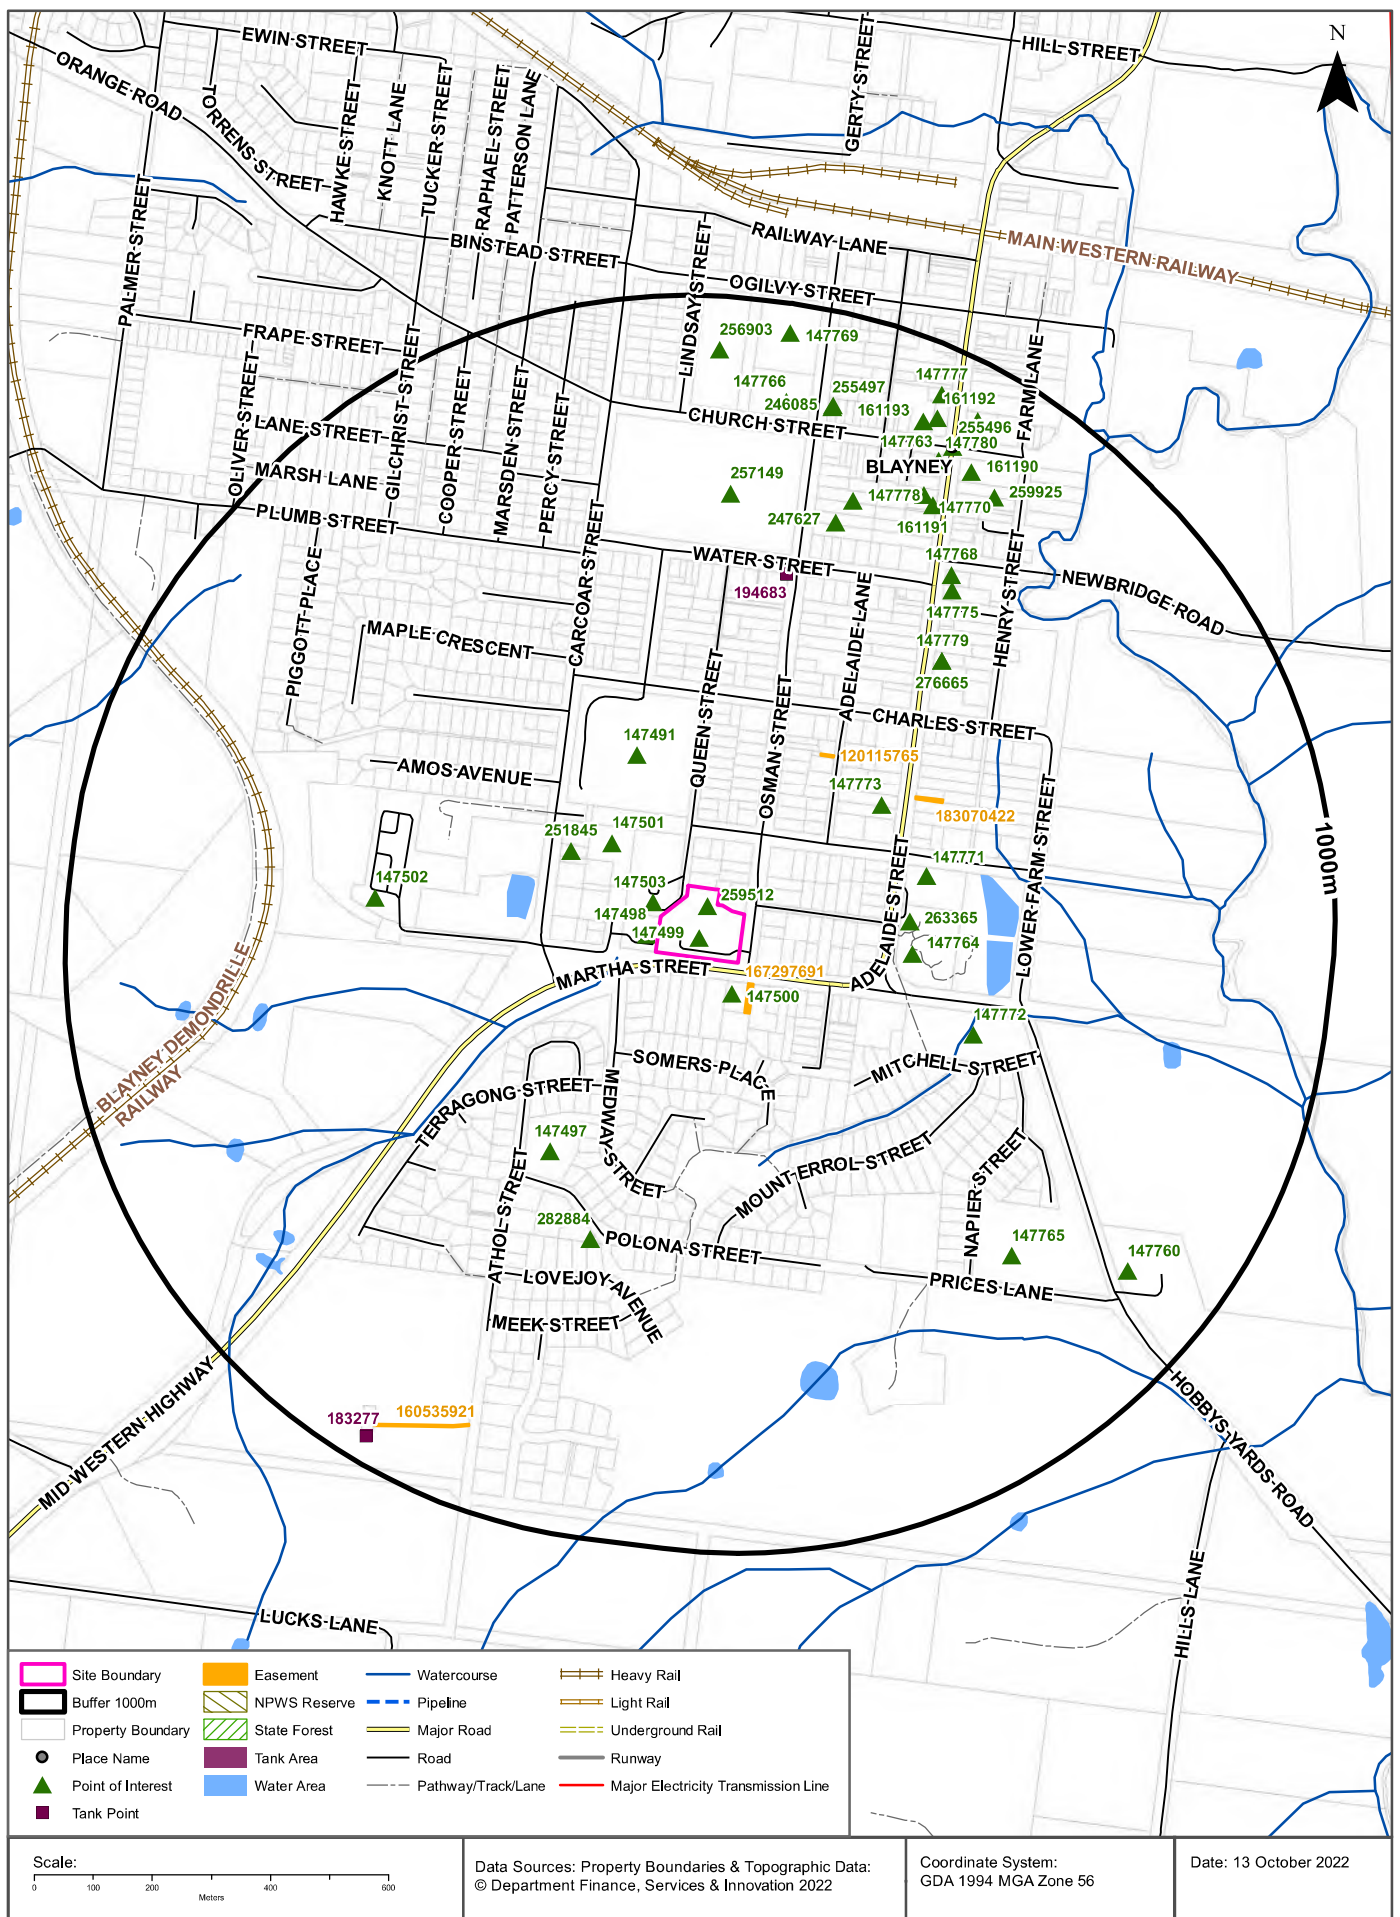 N
EWIN STREET
HILL STREET
GERTY STREET
ORANGE ROAD
TORRENS STREET
HAWKE STREET
KNOTT LANE
TUCKER STREET
RAPHAEL STREET
PATTERSON LANE
PALMER STREET
BINSTEAD STREET
LINDSAY STREET
RAILWAY LANE
MAIN WESTERN RAILWAY
OGILVY STREET
FRAPE STREET
256903
147769
FARM LANE
OLIVER STREET
GILCHRIST STREET
COOPER STREET
MARSDEN STREET
PERCY STREET
147766
255497
147777
246085
161193
161192
LANE STREET
CHURCH STREET
255496
147763
147780
MARSH LANE
BLAYNEY
161190
257149
147778
259925
PLUMB STREET
247627
147770
161191
CARCOAR STREET
WATER STREET
147768
HENRY STREET
NEWBRIDGE ROAD
194683
147775
PIGGOTT PLACE
MAPLE CRESCENT
ADELAIDE LANE
147779
QUEEN STREET
276665
OSMAN STREET
CHARLES STREET
147491
120115765
AMOS AVENUE
147773
183070422
LOWER FARM STREET
1000m
251845
147501
147771
147502
147503
259512
ADELAIDE STREET
147498
263365
147499
147764
MARTHA STREET
167297691
147500
147772
BLAYNEY DEMONDRILLE
RAILWAY
SOMERS PLACE
MITCHELL STREET
TERRAGONG STREET
MEDWAY STREET
147497
MOUNT ERROL STREET
NAPIER STREET
ATHOL STREET
282884
POLONA STREET
147765
147760
LOVEJOY AVENUE
PRICES LANE
MEEK STREET
MID WESTERN HIGHWAY
HOBBYS YARDS ROAD
183277
160535921
HILLS LANE
LUCKS LANE
Site Boundary
Easement
Watercourse
Heavy Rail
Buffer 1000m
NPWS Reserve
Pipeline
Light Rail
Property Boundary
State Forest
Major Road
Underground Rail
Place Name
Tank Area
Road
Runway
Point of Interest
Water Area
Pathway/Track/Lane
Major Electricity Transmission Line
Tank Point
Scale:
0 100 200 400 600
Meters
Data Sources: Property Boundaries & Topographic Data:
© Department Finance, Services & Innovation 2022
Coordinate System:
GDA 1994 MGA Zone 56
Date: 13 October 2022